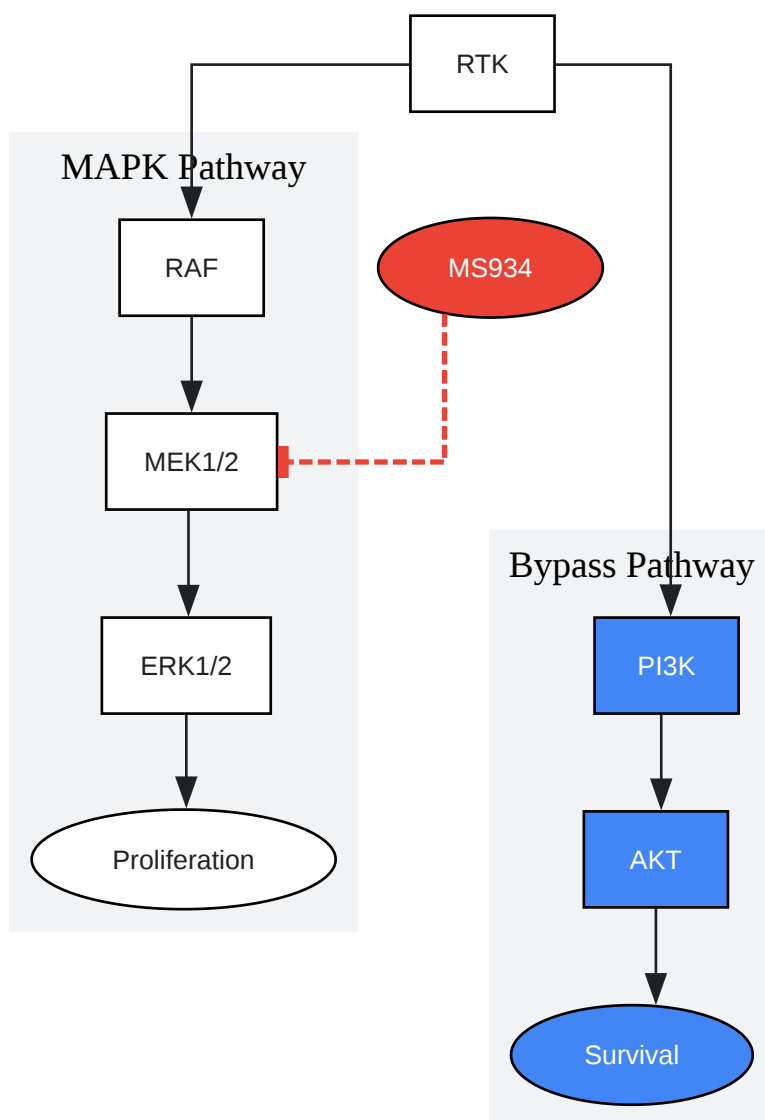 RTK
MAPK Pathway
RAF
MS934
MEK1/2
Bypass Pathway
ERK1/2
PI3K
Proliferation
AKT
Survival